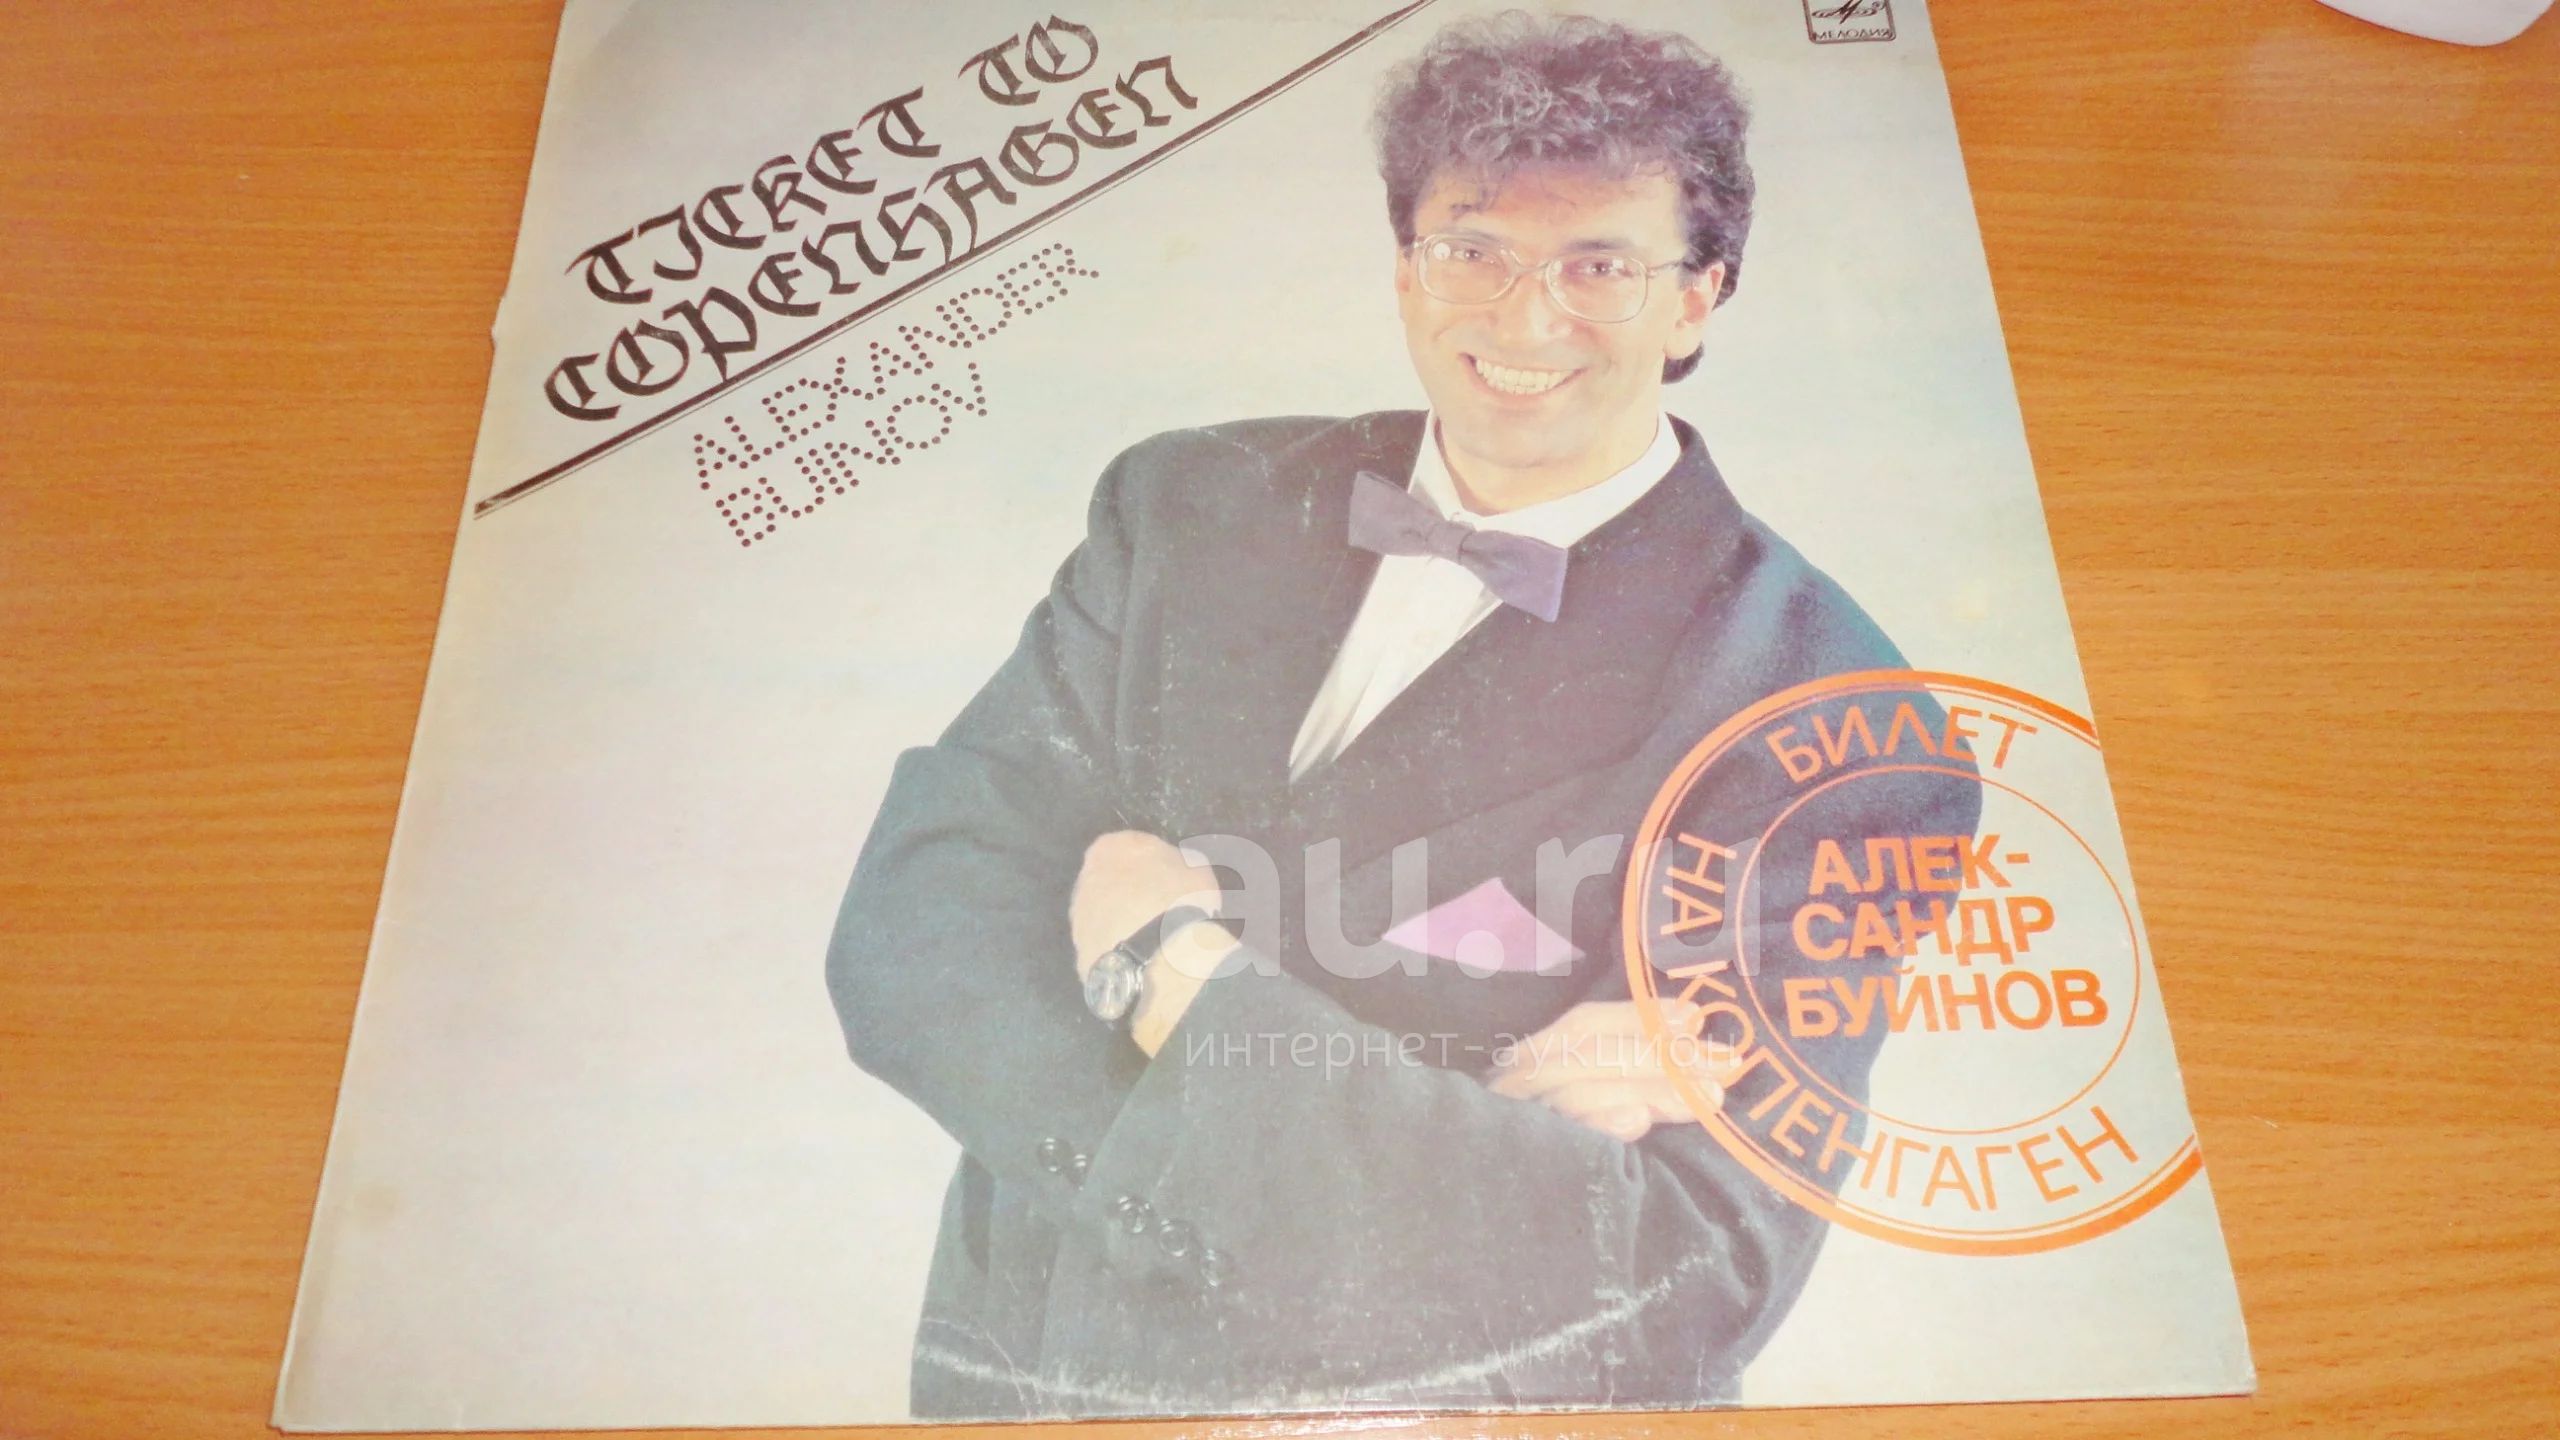 TICKET TO
COPENHAGEN
ALEXANDER
BUINOV
МЕЛОДИЯ
БИЛЕТ
НА КОПЕНГАГЕН
АЛЕК-
САНДР
БУЙНОВ
au.ru
интернет-аукцион